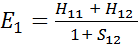 E₁ = (H₁₁ + H₁₂) / (1 + S₁₂)